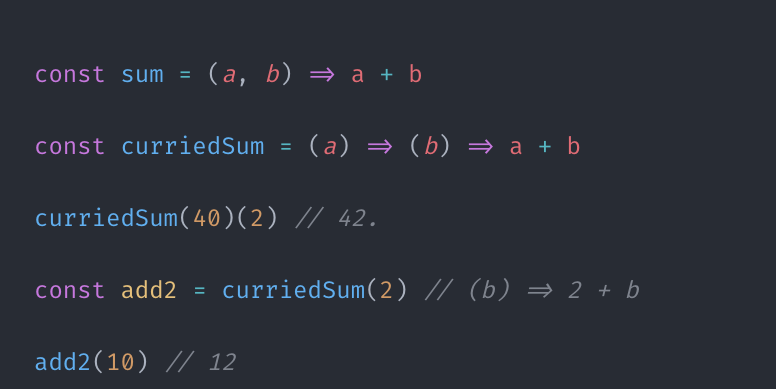 const sum = (a, b) => a + b
const curriedSum = (a) => (b) => a + b
curriedSum(40)(2) // 42.
const add2 = curriedSum(2) // (b) => 2 + b
add2(10) // 12